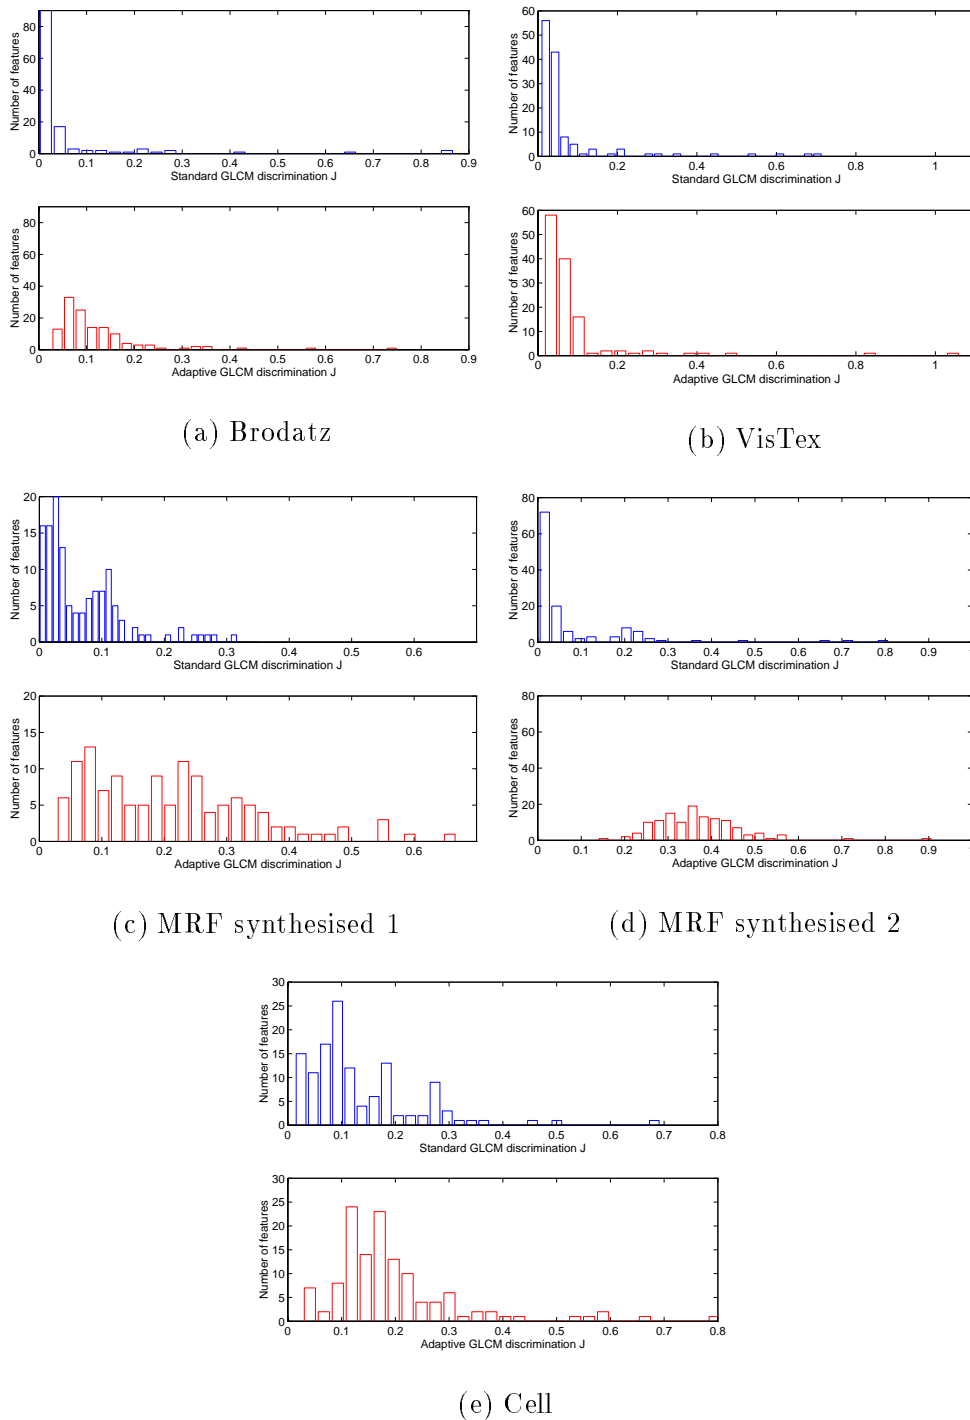 Number of features
80
60
40
20
0
0 0.1 0.2 0.3 0.4 0.5 0.6 0.7 0.8 0.9
Standard GLCM discrimination J
Number of features
80
60
40
20
0
0 0.1 0.2 0.3 0.4 0.5 0.6 0.7 0.8 0.9
Adaptive GLCM discrimination J
(a) Brodatz
Number of features
60
50
40
30
20
10
0
0 0.2 0.4 0.6 0.8 1
Standard GLCM discrimination J
Number of features
60
50
40
30
20
10
0
0 0.2 0.4 0.6 0.8 1
Adaptive GLCM discrimination J
(b) VisTex
Number of features
20
15
10
5
0
0 0.1 0.2 0.3 0.4 0.5 0.6
Standard GLCM discrimination J
Number of features
20
15
10
5
0
0 0.1 0.2 0.3 0.4 0.5 0.6
Adaptive GLCM discrimination J
(c) MRF synthesised 1
Number of features
80
60
40
20
0
0 0.1 0.2 0.3 0.4 0.5 0.6 0.7 0.8 0.9
Standard GLCM discrimination J
Number of features
80
60
40
20
0
0 0.1 0.2 0.3 0.4 0.5 0.6 0.7 0.8 0.9
Adaptive GLCM discrimination J
(d) MRF synthesised 2
Number of features
30
25
20
15
10
5
0
0 0.1 0.2 0.3 0.4 0.5 0.6 0.7 0.8
Standard GLCM discrimination J
Number of features
30
25
20
15
10
5
0
0 0.1 0.2 0.3 0.4 0.5 0.6 0.7 0.8
Adaptive GLCM discrimination J
(e) Cell